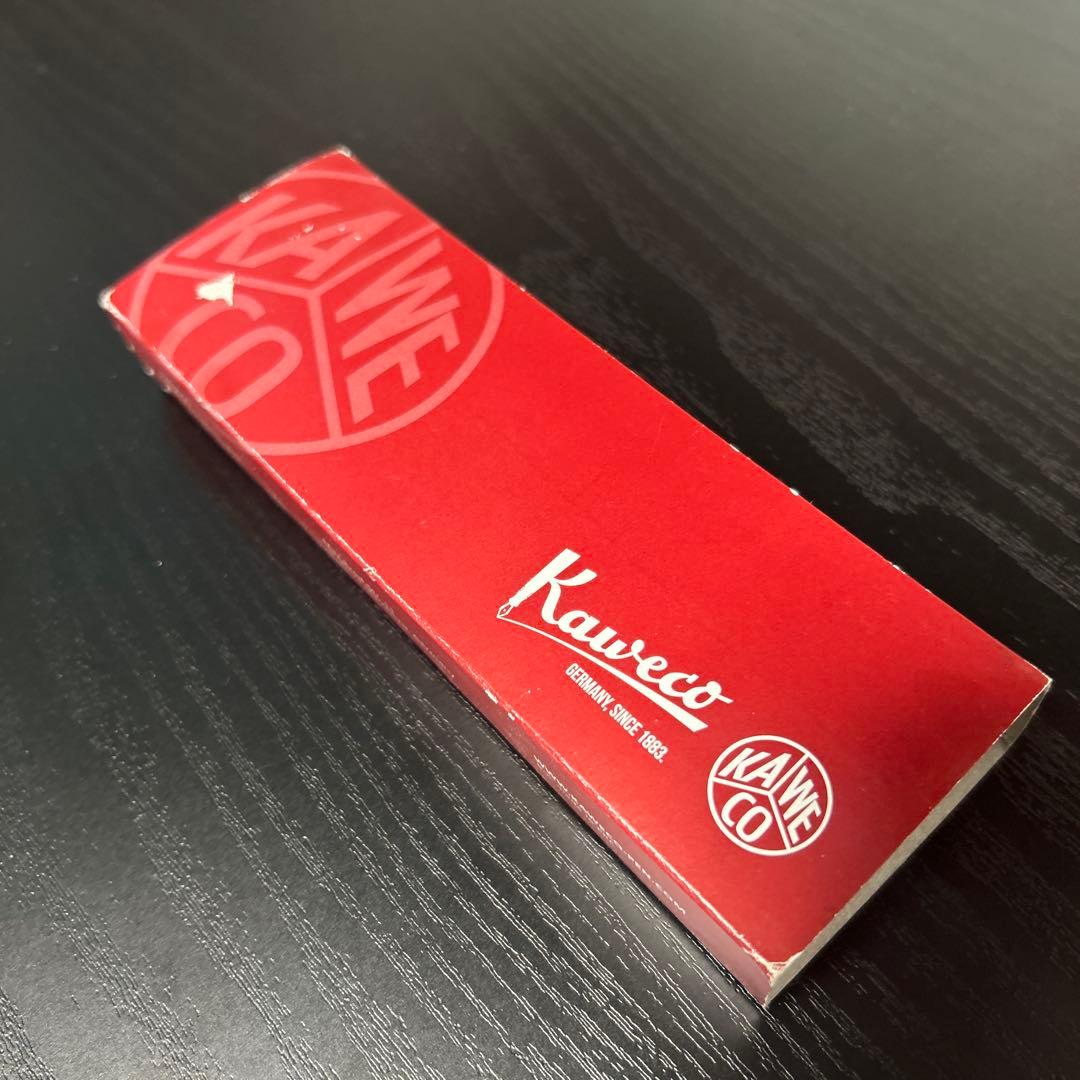 KA WE
CO
Kaweco
GERMANY, SINCE 1883.
KA WE
CO